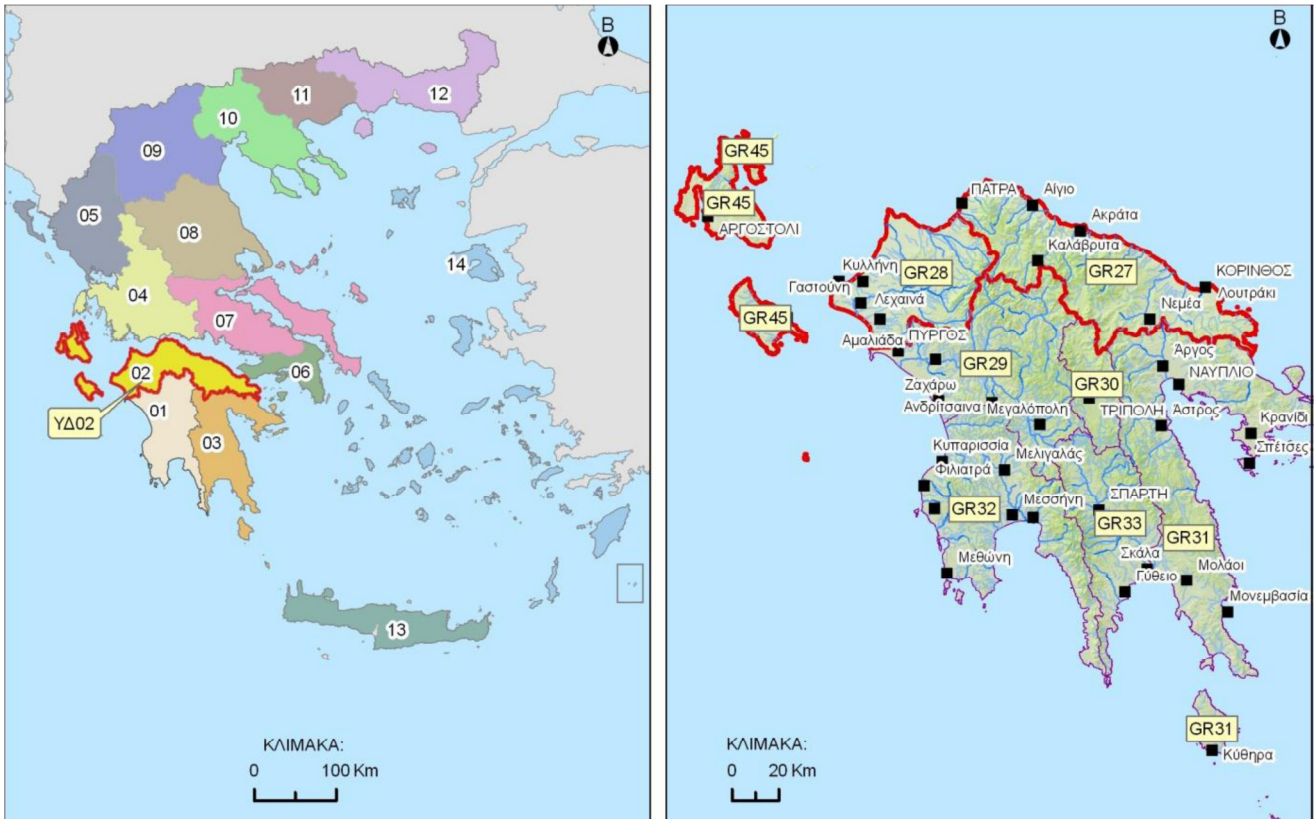 B
11
12
10
09
05
08
14
04
07
02
06
ΥΔ02
01
03
13
ΚΛΙΜΑΚΑ:
0 100 Km
B
GR45
GR45
ΑΡΓΟΣΤΟΛΙ
ΠΑΤΡΑ
Αίγιο
Ακράτα
Καλάβρυτα
Κυλλήνη
GR28
GR27
ΚΟΡΙΝΘΟΣ
Γαστούνη
Λουτράκι
Λεχαινά
Νεμέα
GR45
Αμαλιάδα
ΠΥΡΓΟΣ
Άργος
GR29
ΝΑΥΠΛΙΟ
Ζαχάρω
GR30
Ανδρίτσαινα
Μεγαλόπολη
ΤΡΙΠΟΛΗ
Άστρος
Κρανίδι
Κυπαρισσία
Μελιγαλάς
Σπέτσες
Φιλιατρά
GR32
Μεσσήνη
ΣΠΑΡΤΗ
GR33
GR31
Σκάλα
Μεθώνη
Γύθειο
Μολάοι
Μονεμβασία
GR31
Κύθηρα
ΚΛΙΜΑΚΑ:
0 20 Km